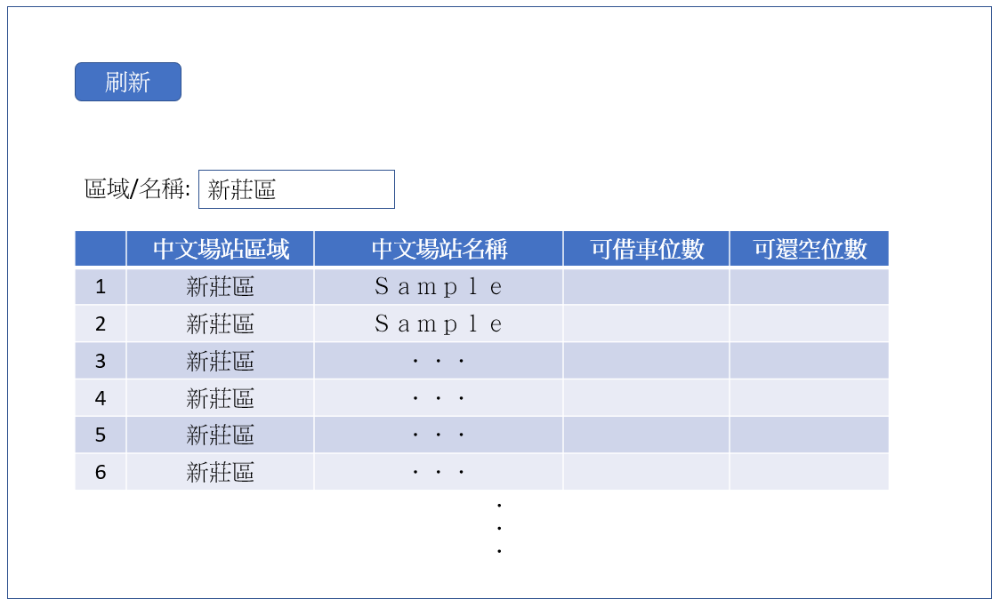 刷新
區域/名稱: 新莊區
中文場站區域 中文場站名稱 可借車位數 可還空位數
1 新莊區 Ｓａｍｐｌｅ
2 新莊區 Ｓａｍｐｌｅ
3 新莊區 ・・・
4 新莊區 ・・・
5 新莊區 ・・・
6 新莊區 ・・・
・
・
・